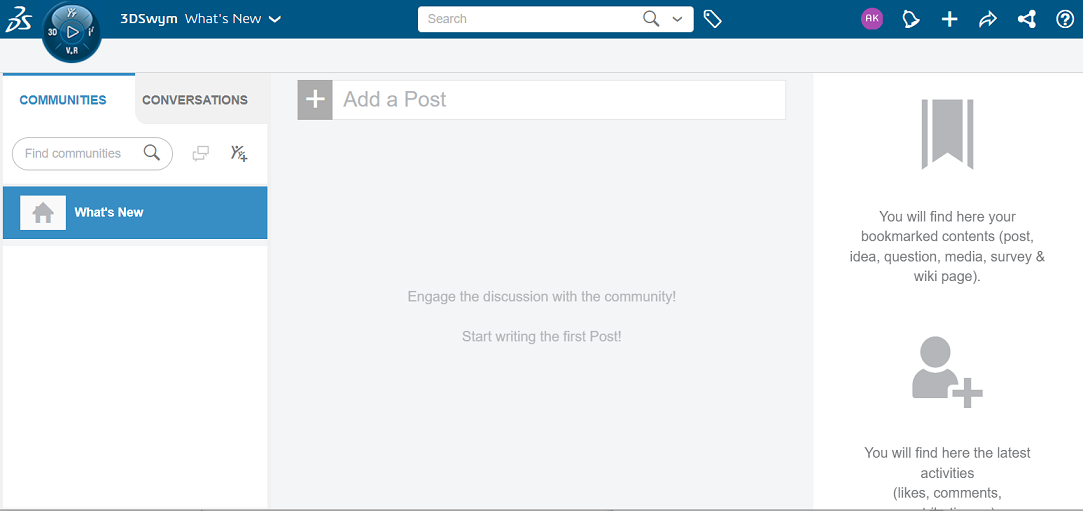 3DSwym What's New
Search
AK
3D
V.R
COMMUNITIES
CONVERSATIONS
Find communities
What's New
Add a Post
Engage the discussion with the community!
Start writing the first Post!
You will find here your
bookmarked contents (post,
idea, question, media, survey &
wiki page).
You will find here the latest
activities
(likes, comments,